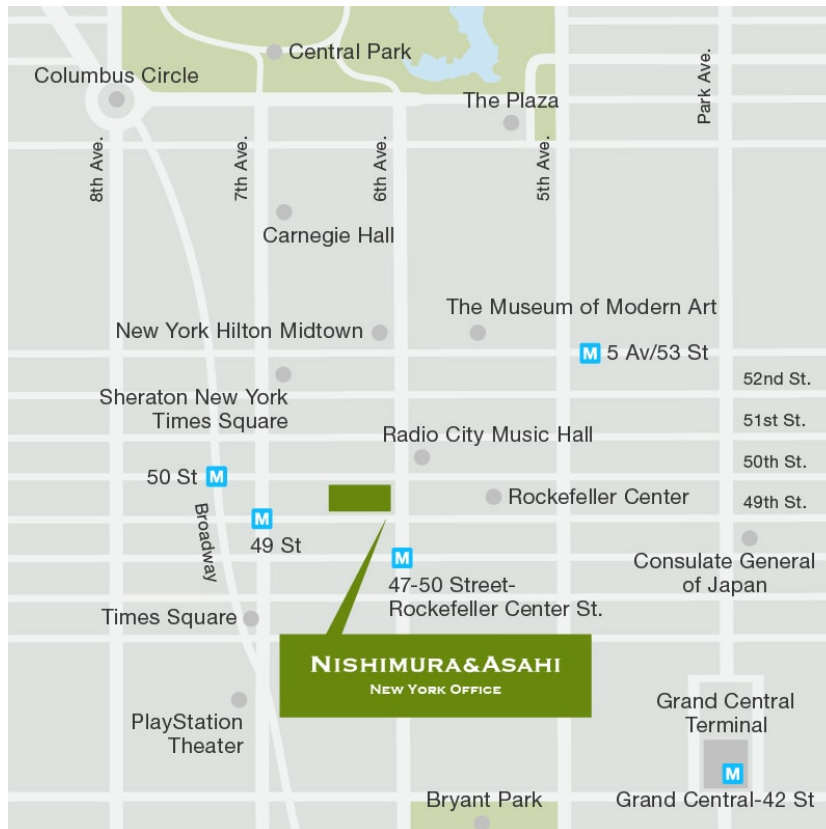 Central Park
Columbus Circle
The Plaza
8th Ave.
7th Ave.
6th Ave.
5th Ave.
Park Ave.
Carnegie Hall
The Museum of Modern Art
New York Hilton Midtown
M 5 Av/53 St
52nd St.
Sheraton New York
Times Square
51st St.
Radio City Music Hall
50th St.
50 St M
Rockefeller Center
49th St.
Broadway
M
49 St
M
47-50 Street-
Rockefeller Center St.
Consulate General
of Japan
Times Square
NISHIMURA&ASAHI
NEW YORK OFFICE
PlayStation
Theater
Grand Central
Terminal
M
Grand Central-42 St
Bryant Park